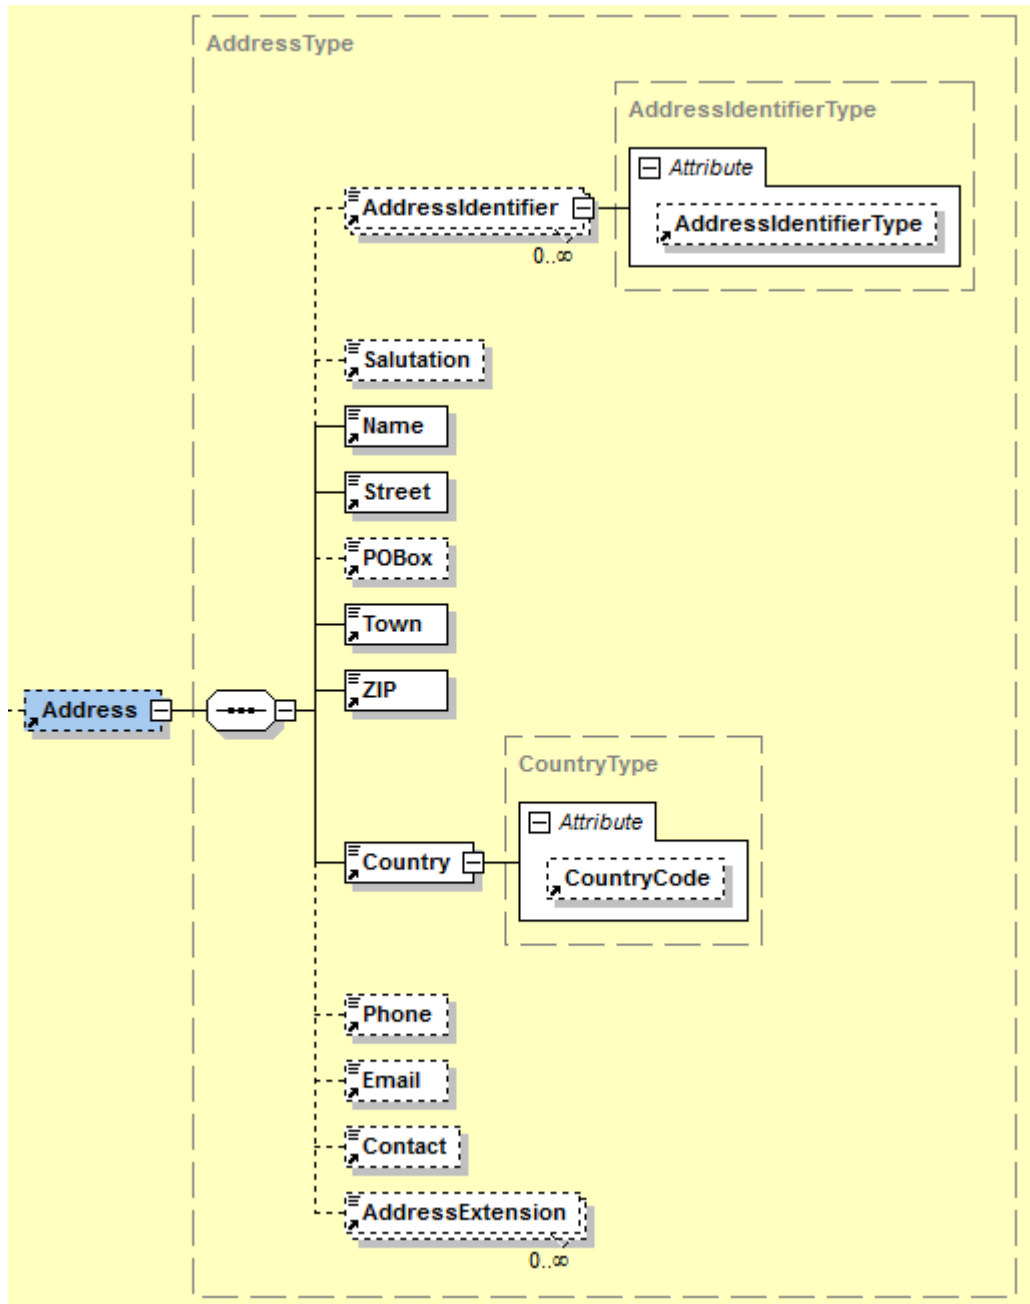 AddressType
AddressIdentifierType
Attribute
AddressIdentifier
AddressIdentifierType
0..∞
Salutation
Name
Street
POBox
Town
ZIP
Address
CountryType
Attribute
Country
CountryCode
Phone
Email
Contact
AddressExtension
0..∞